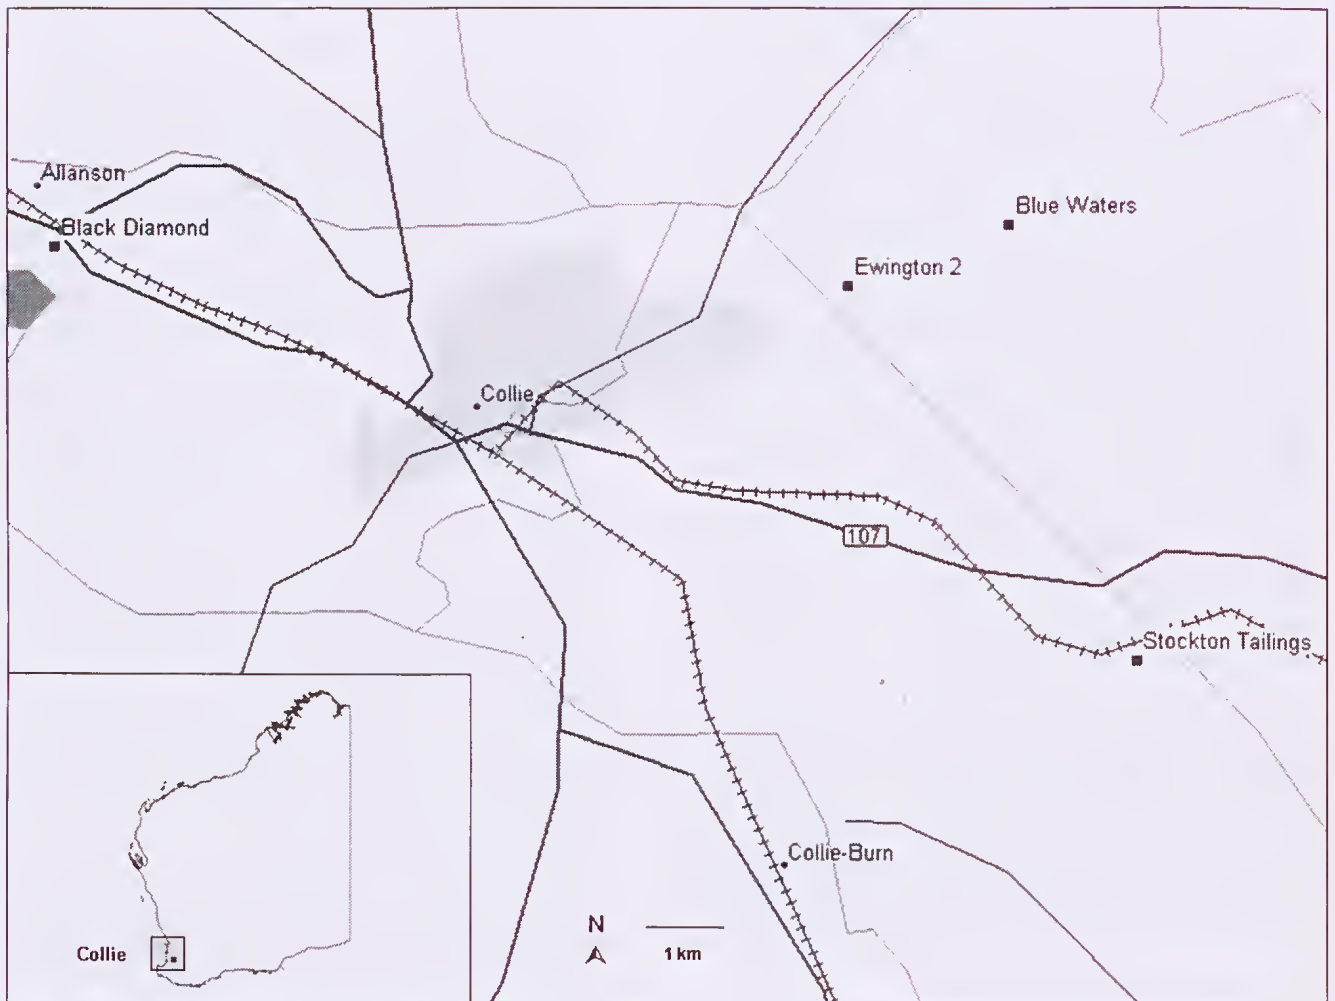 Allanson
Black Diamond
Blue Waters
Ewington 2
Collie
107
Stockton Tailings
Collie-Burn
N
1 km
Collie